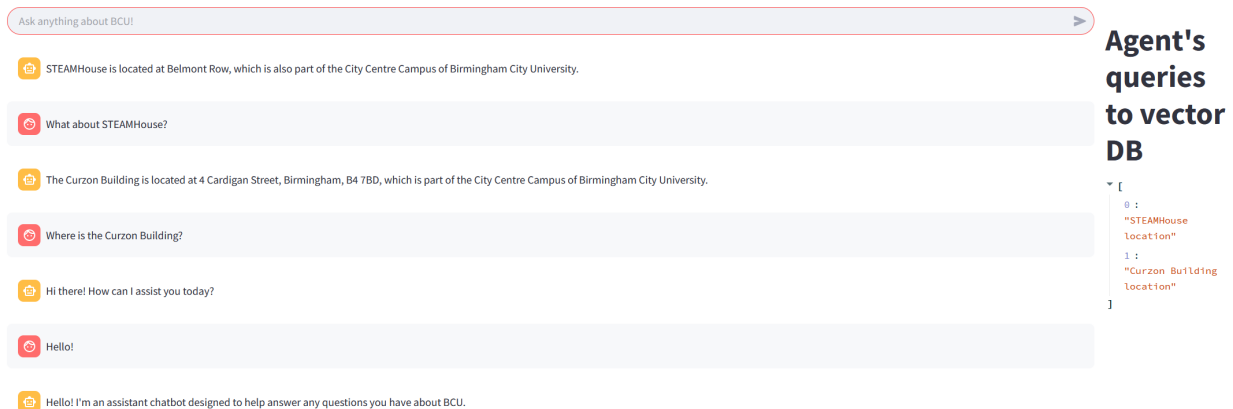 Ask anything about BCU!
STEAMHouse is located at Belmont Row, which is also part of the City Centre Campus of Birmingham City University.
What about STEAMHouse?
The Curzon Building is located at 4 Cardigan Street, Birmingham, B4 7BD, which is part of the City Centre Campus of Birmingham City University.
Where is the Curzon Building?
Hi there! How can I assist you today?
Hello!
Hello! I'm an assistant chatbot designed to help answer any questions you have about BCU.
Agent's
queries
to vector
DB
[
0 :
"STEAMHouse
location"
1 :
"Curzon Building
location"
]